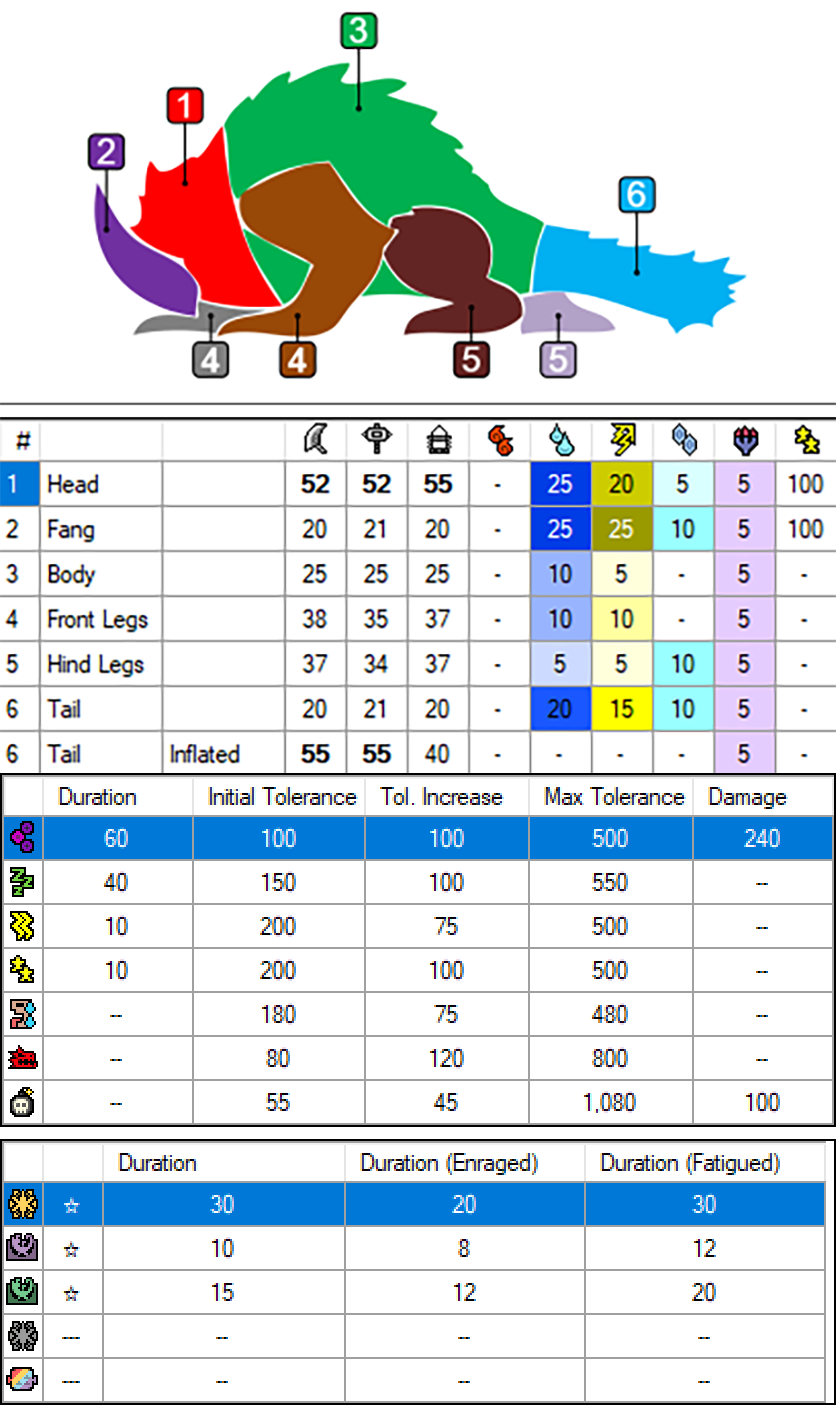 3
1
2
6
4 4 5 5
#
1 Head 52 52 55 - 25 20 5 5 100
2 Fang 20 21 20 - 25 25 10 5 100
3 Body 25 25 25 - 10 5 - 5 -
4 Front Legs 38 35 37 - 10 10 - 5 -
5 Hind Legs 37 34 37 - 5 5 10 5 -
6 Tail 20 21 20 - 20 15 10 5 -
6 Tail Inflated 55 55 40 - - - - 5 -
Duration Initial Tolerance Tol. Increase Max Tolerance Damage
60 100 100 500 240
40 150 100 550 --
10 200 75 500 --
10 200 100 500 --
-- 180 75 480 --
-- 80 120 800 --
-- 55 45 1,080 100
Duration Duration (Enraged) Duration (Fatigued)
☆ 30 20 30
☆ 10 8 12
☆ 15 12 20
--- -- -- --
--- -- -- --